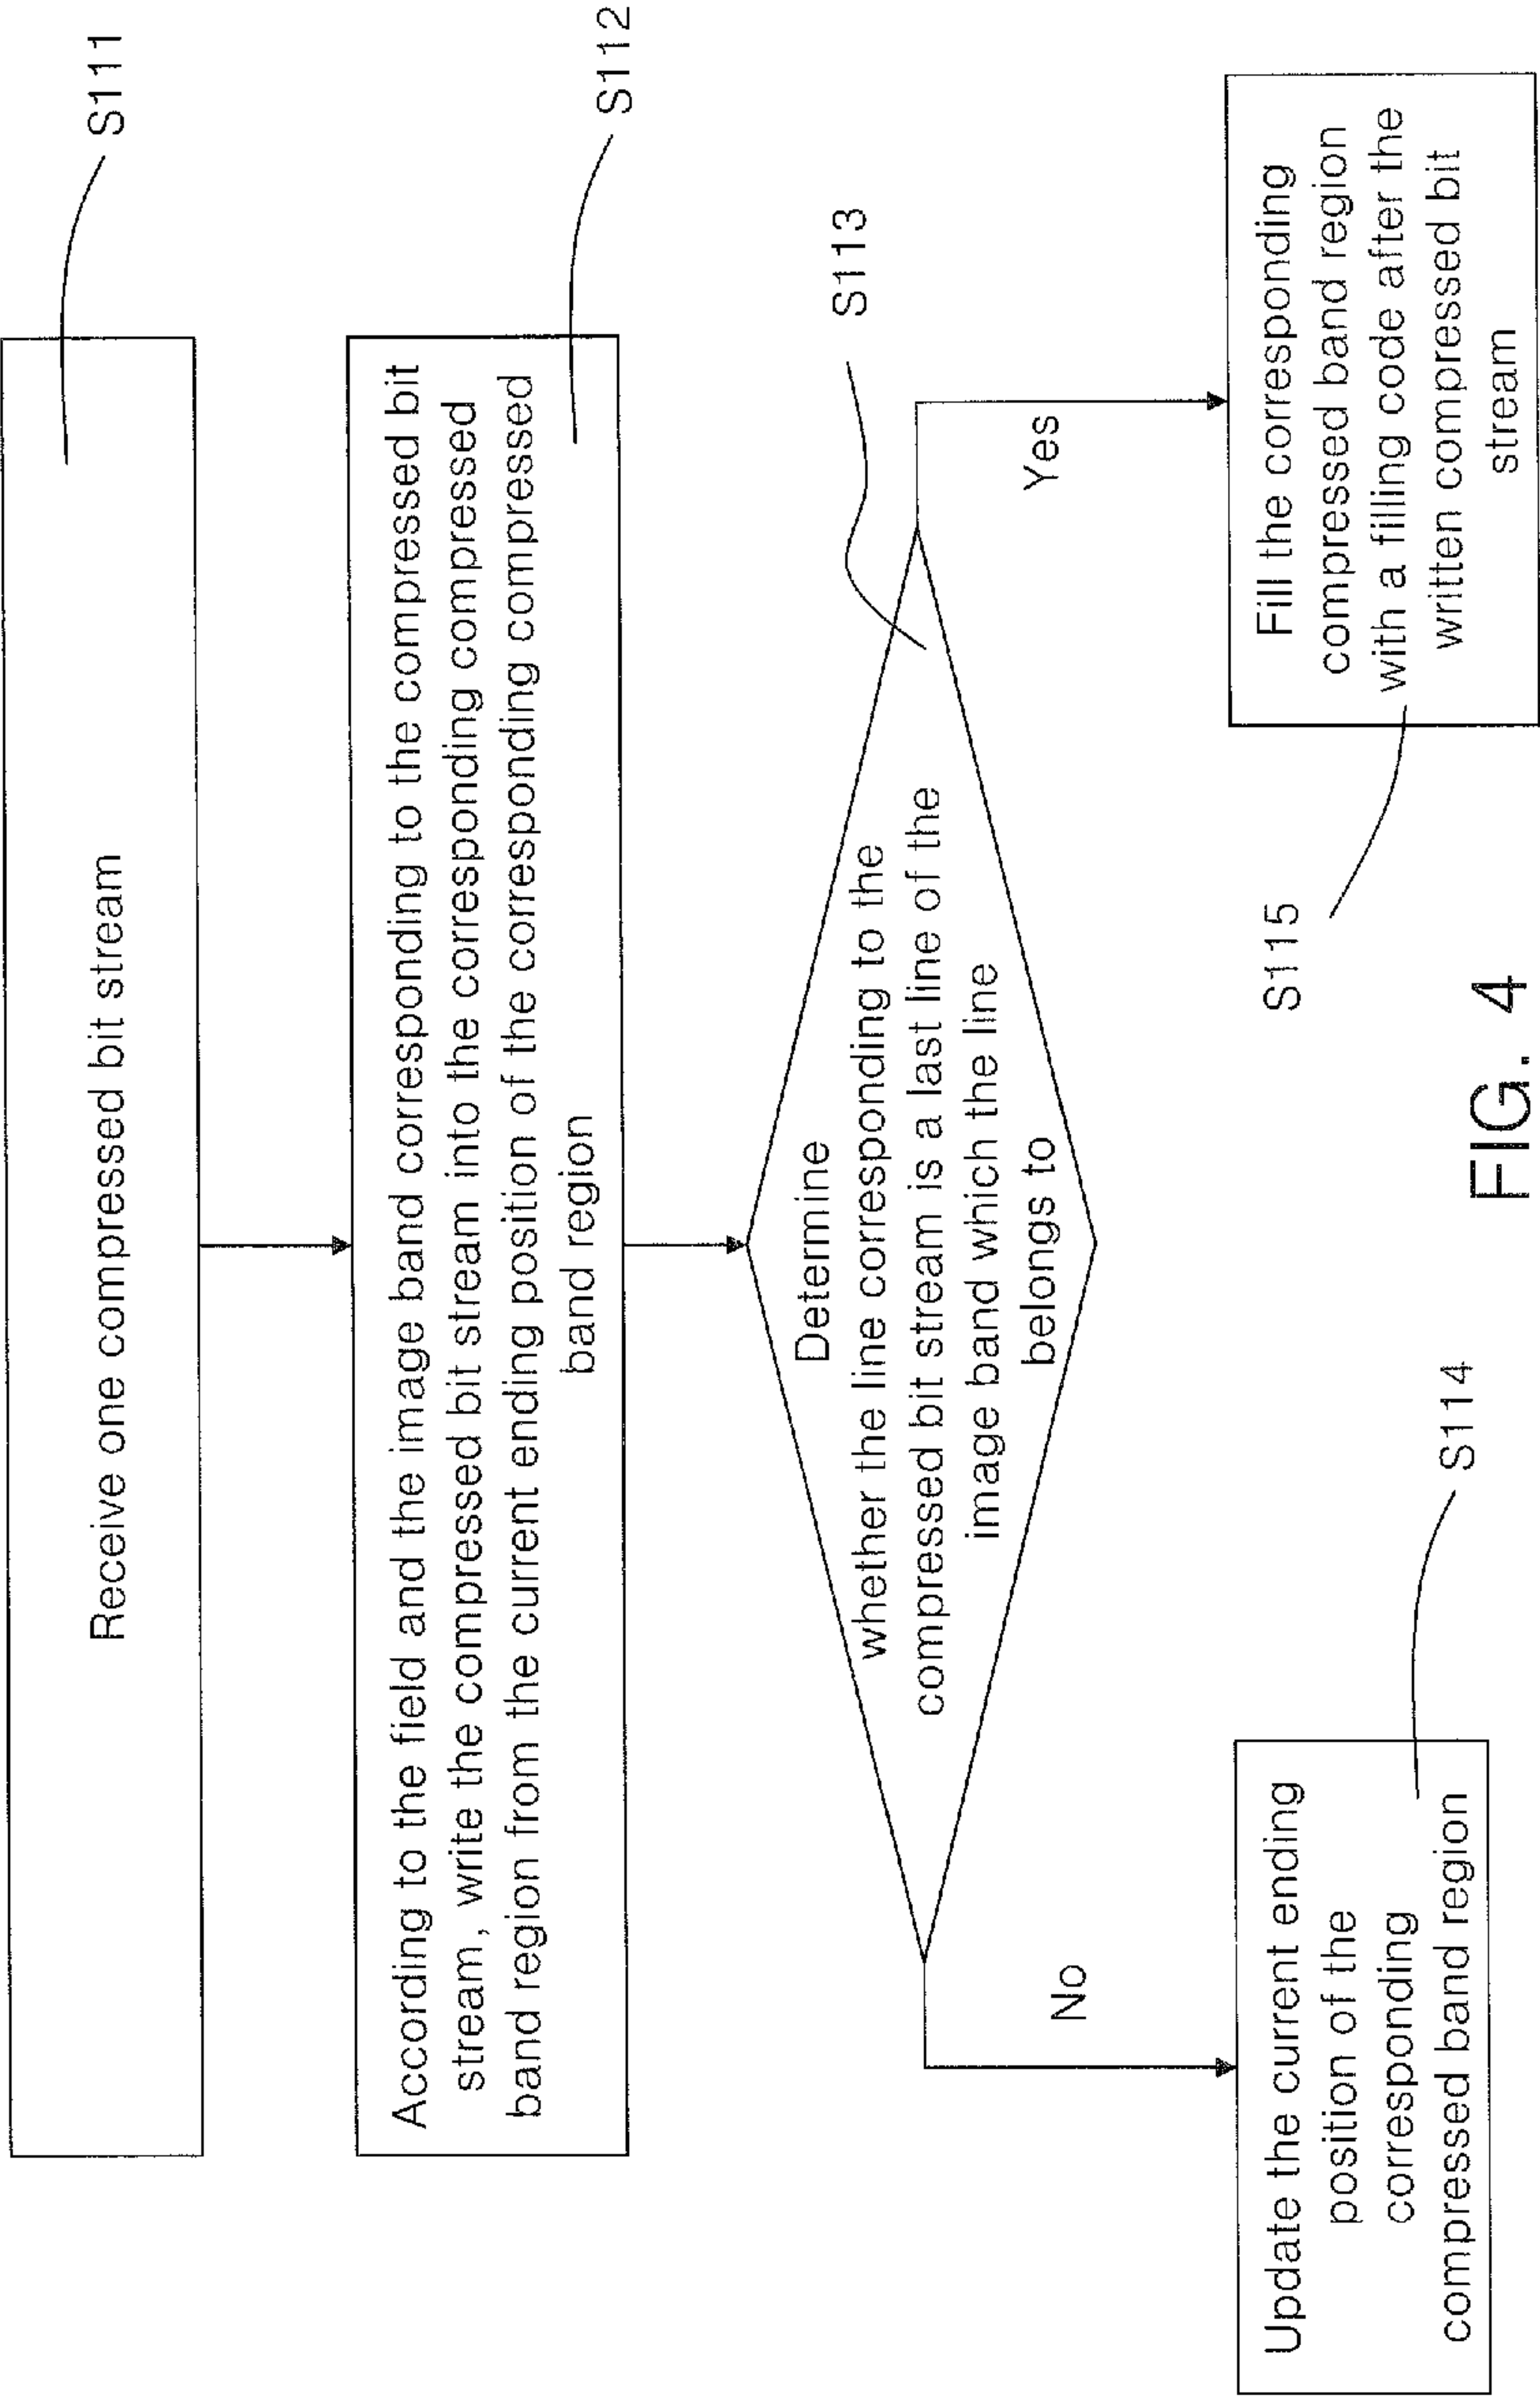 Receive one compressed bit stream
S111
According to the field and the image band corresponding to the compressed bit
stream, write the compressed bit stream into the corresponding compressed
band region from the current ending position of the corresponding compressed
band region
S112
Determine
whether the line corresponding to the
compressed bit stream is a last line of the
image band which the line
belongs to
S113
No
Yes
Update the current ending
position of the
corresponding
compressed band region
S114
Fill the corresponding
compressed band region
with a filling code after the
written compressed bit
stream
S115
FIG. 4